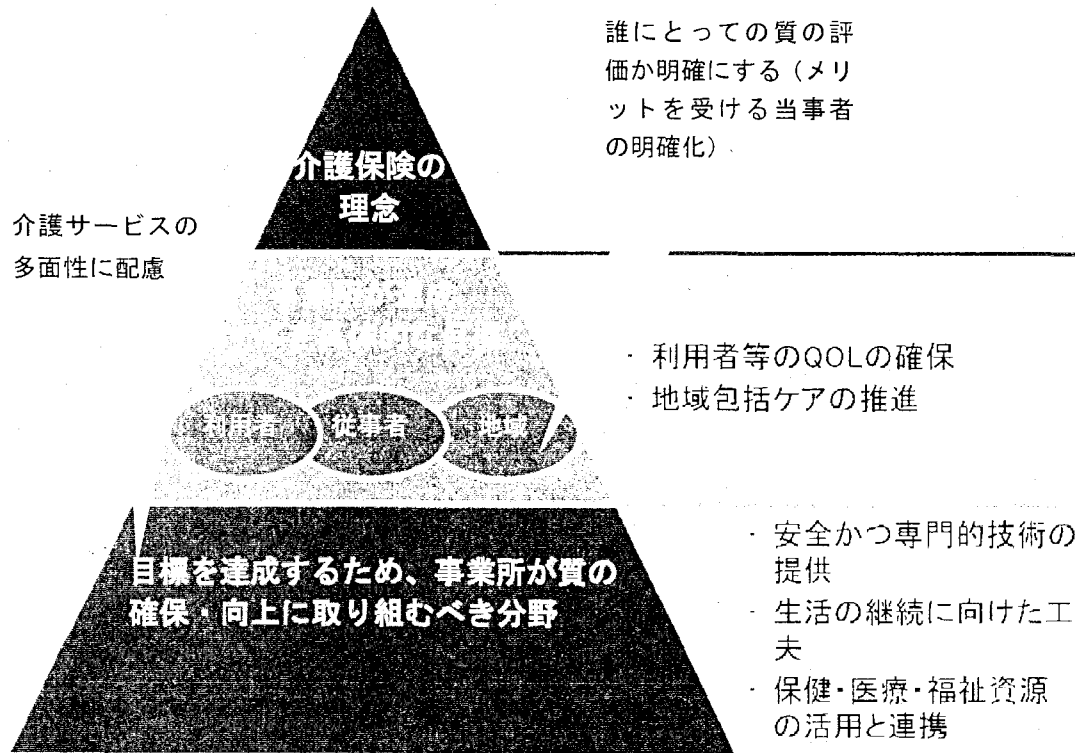 誰にとっての質の評
価か明確にする（メリ
ットを受ける当事者
の明確化）
介護保険の
理念
介護サービスの
多面性に配慮
・ 利用者等のQOLの確保
・ 地域包括ケアの推進
利用者
従事者
地域
目標を達成するため、事業所が質の
確保・向上に取り組むべき分野
・ 安全かつ専門的技術の
提供
・ 生活の継続に向けた工
夫
・ 保健・医療・福祉資源
の活用と連携